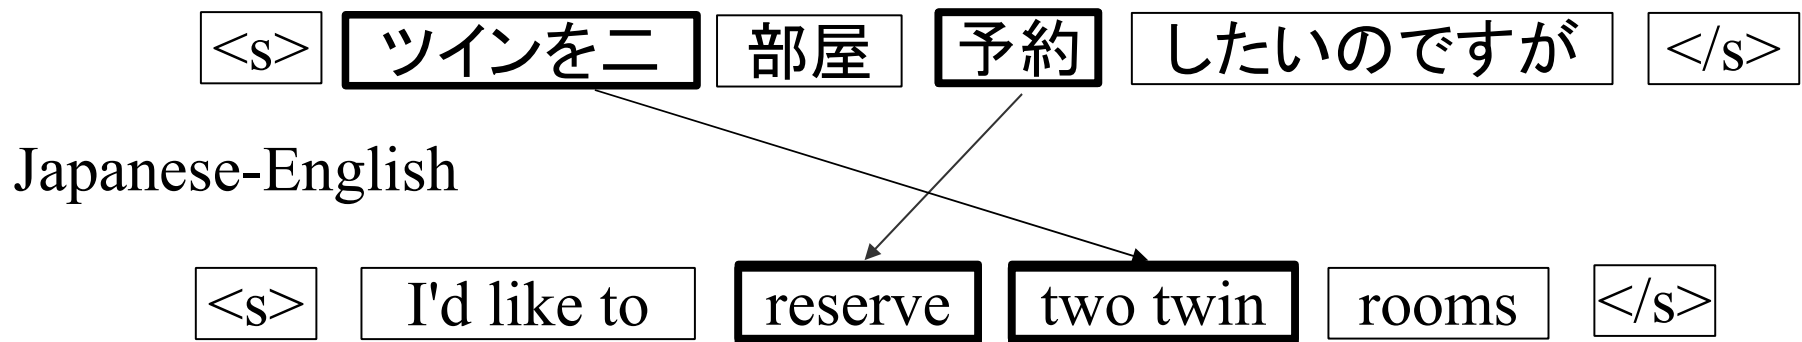 <s> ツインを二 部屋 予約 したいのですが </s>
Japanese-English
<s> I'd like to reserve two twin rooms </s>